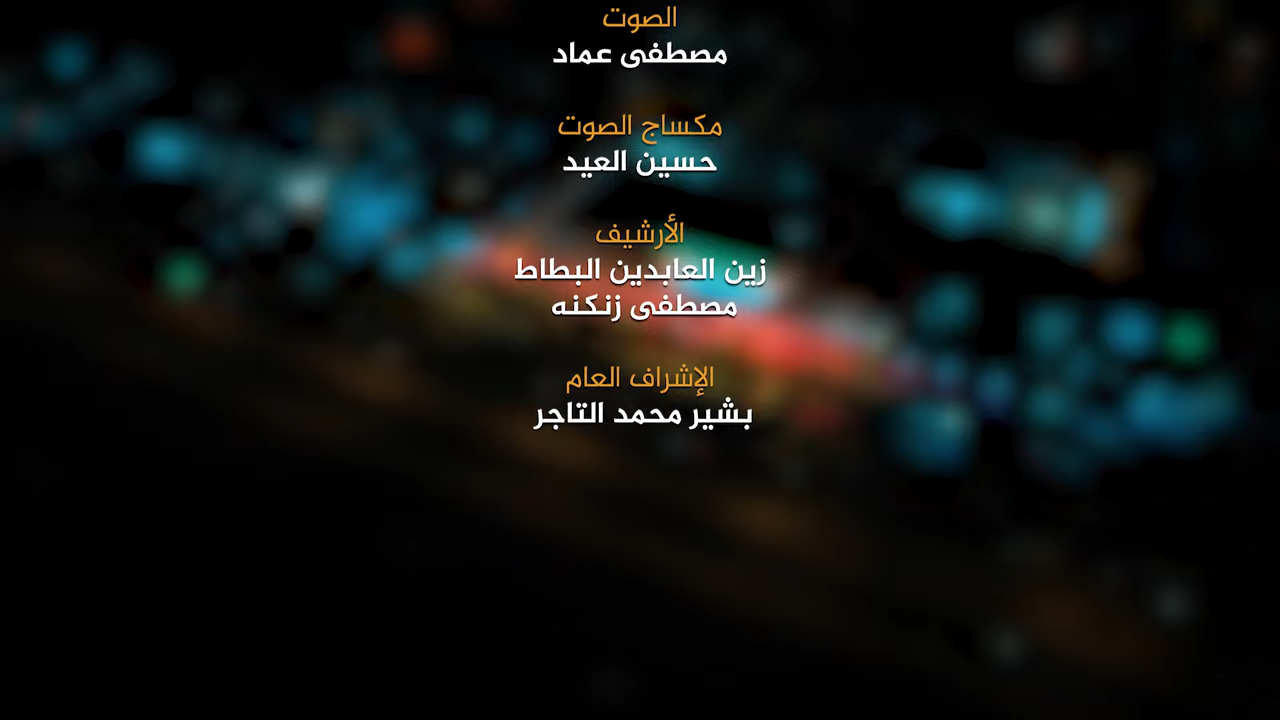 الصوت
مصطفى عماد
مكساج الصوت
حسين العيد
الأرشيف
زين العابدين البطاط
مصطفى زنكنه
الإشراف العام
بشير محمد التاجر